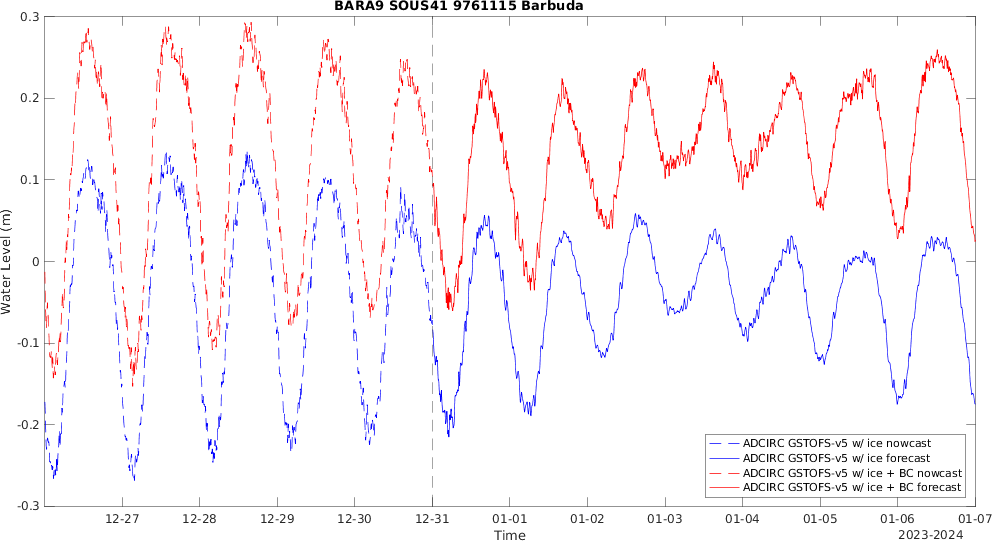 BARA9 SOUS41 9761115 Barbuda
0.3
0.2
0.1
0
-0.1
-0.2
-0.3
Water Level (m)
12-27 12-28 12-29 12-30 12-31 01-01 01-02 01-03 01-04 01-05 01-06 01-07
Time
2023-2024
ADCIRC GSTOFS-v5 w/ ice nowcast
ADCIRC GSTOFS-v5 w/ ice forecast
ADCIRC GSTOFS-v5 w/ ice + BC nowcast
ADCIRC GSTOFS-v5 w/ ice + BC forecast